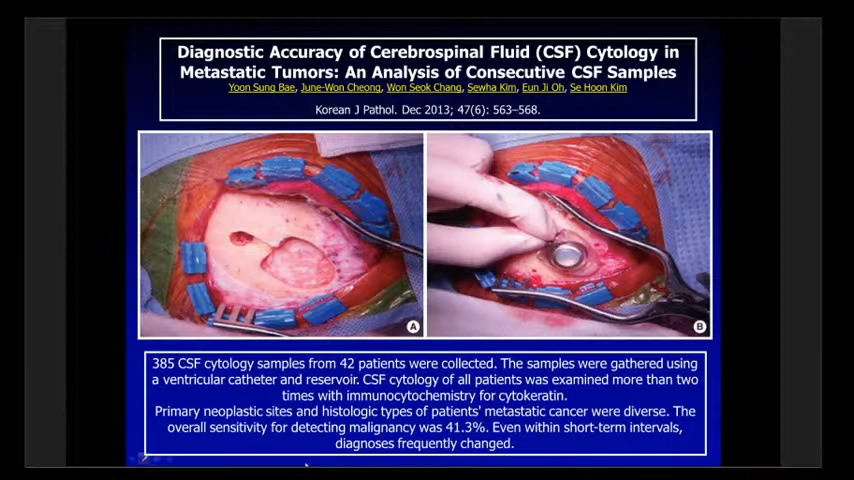 Diagnostic Accuracy of Cerebrospinal Fluid (CSF) Cytology in
Metastatic Tumors: An Analysis of Consecutive CSF Samples
Yoon Sung Bae, June-Won Cheong, Won Seok Chang, Sewha Kim, Eun Ji Oh, Se Hoon Kim
Korean J Pathol. Dec 2013; 47(6): 563–568.
A
B
385 CSF cytology samples from 42 patients were collected. The samples were gathered using
a ventricular catheter and reservoir. CSF cytology of all patients was examined more than two
times with immunocytochemistry for cytokeratin.
Primary neoplastic sites and histologic types of patients' metastatic cancer were diverse. The
overall sensitivity for detecting malignancy was 41.3%. Even within short-term intervals,
diagnoses frequently changed.